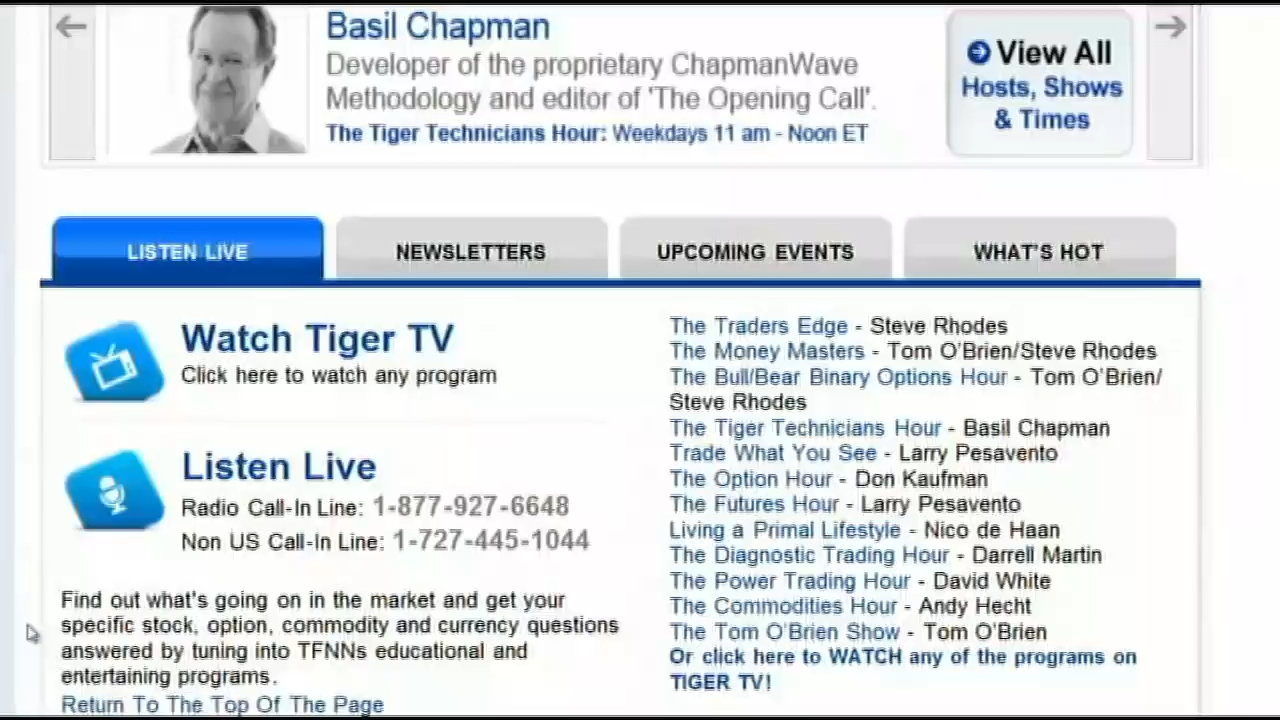 Basil Chapman
Developer of the proprietary ChapmanWave
Methodology and editor of 'The Opening Call'.
The Tiger Technicians Hour: Weekdays 11 am - Noon ET
View All
Hosts, Shows
& Times
LISTEN LIVE
NEWSLETTERS
UPCOMING EVENTS
WHAT'S HOT
Watch Tiger TV
Click here to watch any program
Listen Live
Radio Call-In Line: 1-877-927-6648
Non US Call-In Line: 1-727-445-1044
Find out what's going on in the market and get your
specific stock, option, commodity and currency questions
answered by tuning into TFNNs educational and
entertaining programs.
Return To The Top Of The Page
The Traders Edge - Steve Rhodes
The Money Masters - Tom O'Brien/Steve Rhodes
The Bull/Bear Binary Options Hour - Tom O'Brien/
Steve Rhodes
The Tiger Technicians Hour - Basil Chapman
Trade What You See - Larry Pesavento
The Option Hour - Don Kaufman
The Futures Hour - Larry Pesavento
Living a Primal Lifestyle - Nico de Haan
The Diagnostic Trading Hour - Darrell Martin
The Power Trading Hour - David White
The Commodities Hour - Andy Hecht
The Tom O'Brien Show - Tom O'Brien
Or click here to WATCH any of the programs on
TIGER TV!